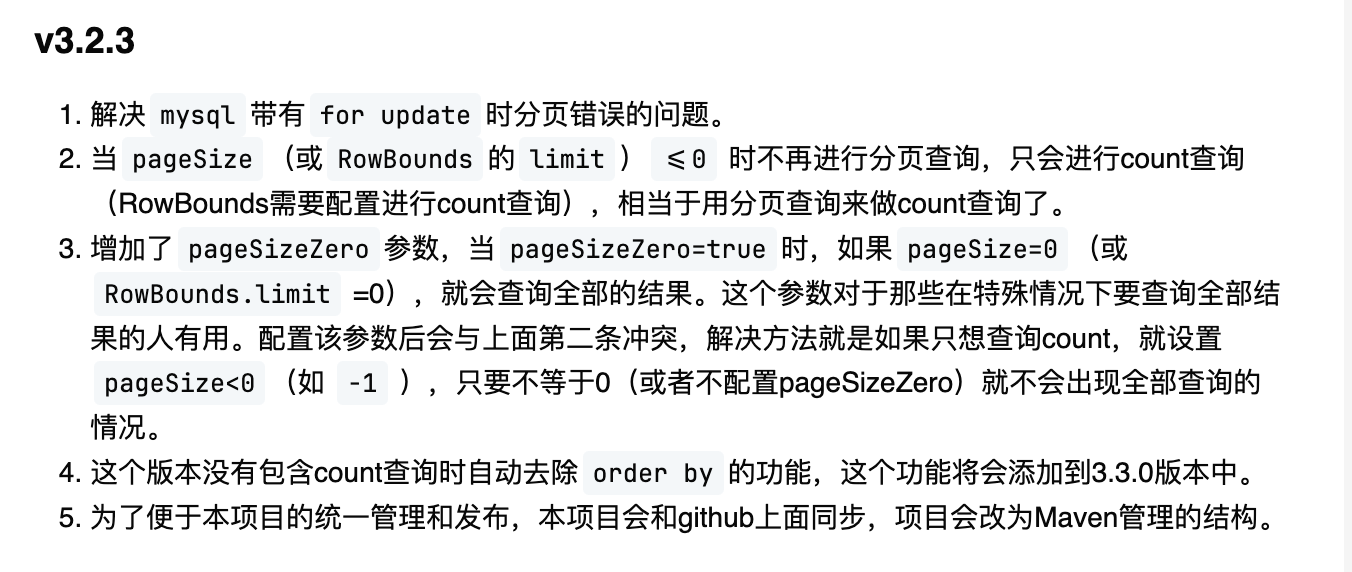 v3.2.3
1. 解决 mysql 带有 for update 时分页错误的问题。
2. 当 pageSize （或 RowBounds 的 limit ） <=0 时不再进行分页查询，只会进行count查询
（RowBounds需要配置进行count查询），相当于用分页查询来做count查询了。
3. 增加了 pageSizeZero 参数，当 pageSizeZero=true 时，如果 pageSize=0 （或
RowBounds.limit =0），就会查询全部的结果。这个参数对于那些在特殊情况下要查询全部结
果的人有用。配置该参数后会与上面第二条冲突，解决方法就是如果只想查询count，就设置
pageSize<0 （如 -1 ），只要不等于0（或者不配置pageSizeZero）就不会出现全部查询的
情况。
4. 这个版本没有包含count查询时自动去除 order by 的功能，这个功能将会添加到3.3.0版本中。
5. 为了便于本项目的统一管理和发布，本项目会和github上面同步，项目会改为Maven管理的结构。